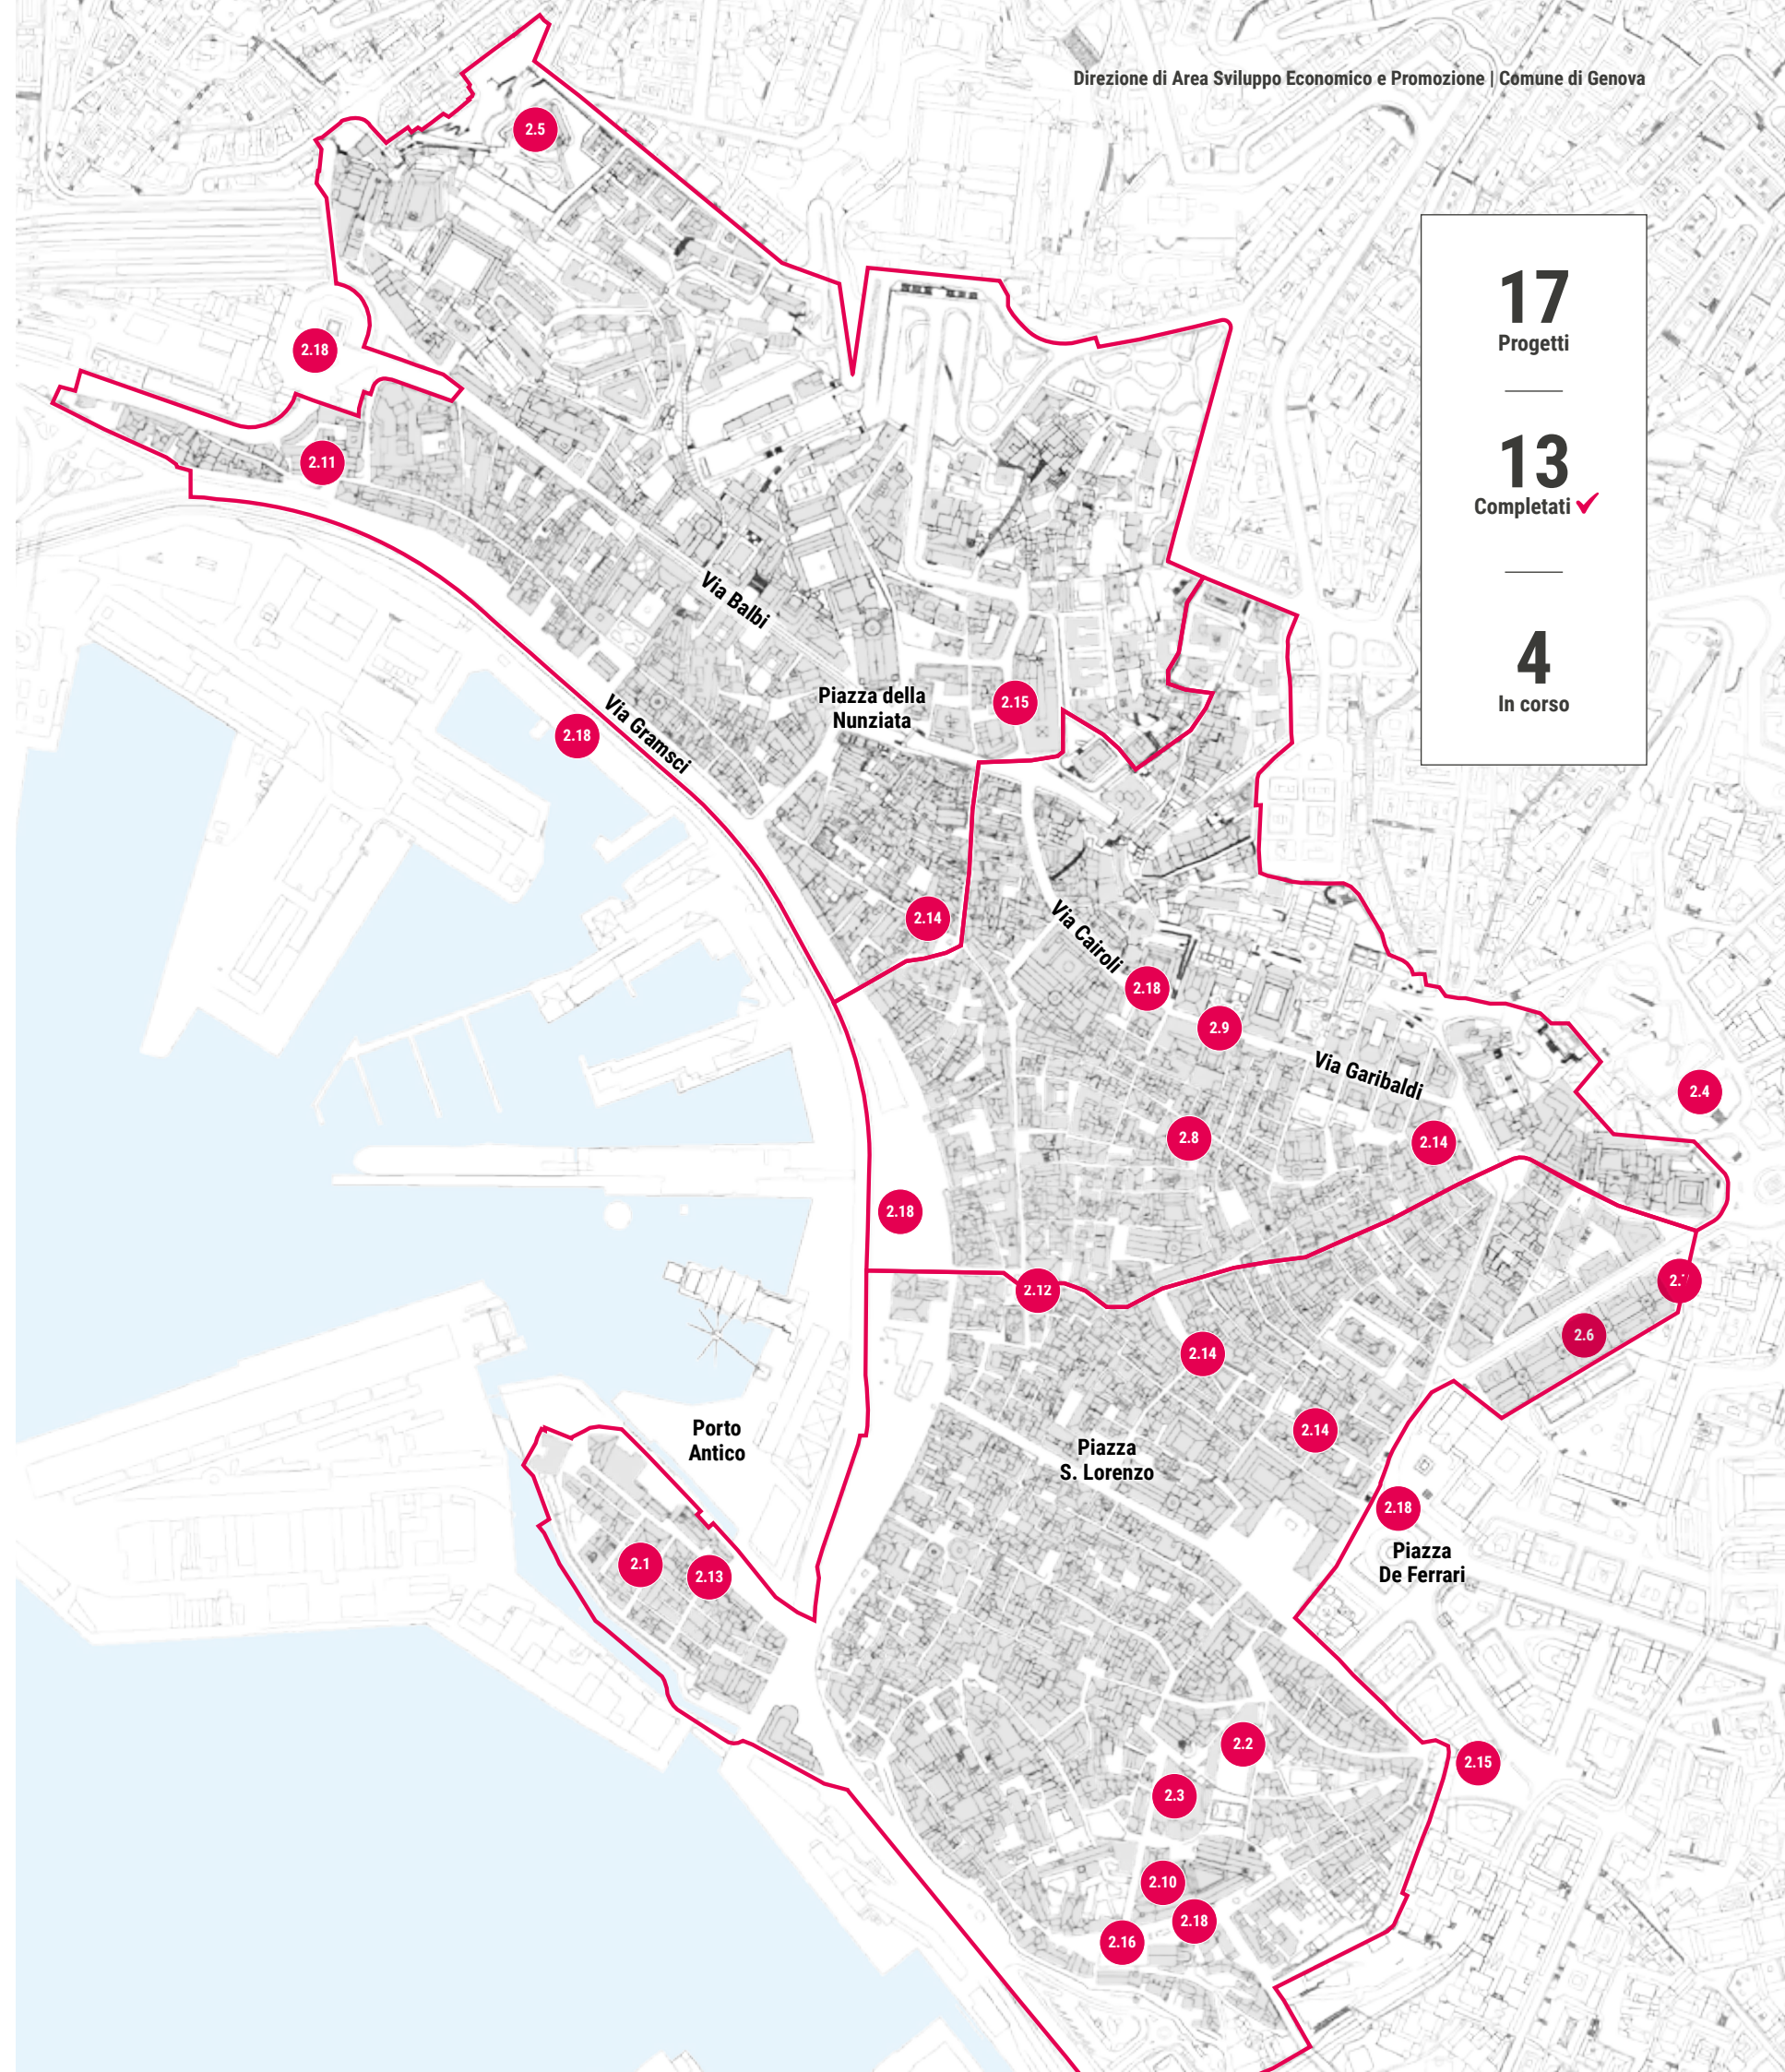 Direzione di Area Sviluppo Economico e Promozione | Comune di Genova
2.5
17
Progetti
13
Completati
4
In corso
2.18
2.11
Via Balbi
Piazza della
Nunziata
2.15
Via Gramsci
2.18
2.14
Via Cairoli
2.18
2.9
Via Garibaldi
2.4
2.8
2.14
2.18
2.12
2.6
2.14
Porto
Antico
2.14
Piazza
S. Lorenzo
2.18
Piazza
De Ferrari
2.1
2.13
2.2
2.15
2.3
2.10
2.18
2.16